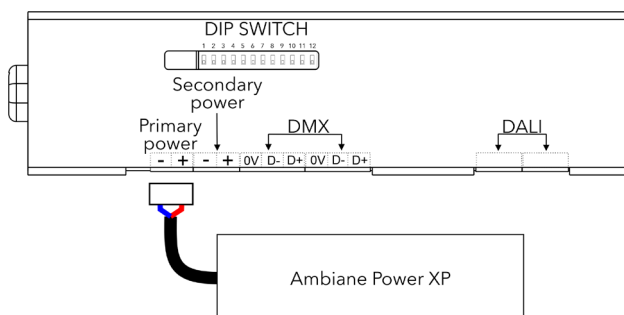 DIP SWITCH
1 2 3 4 5 6 7 8 9 10 11 12
Secondary
power
Primary
power
DMX
DALI
- + - + 0V D- D+ 0V D- D+
Ambiane Power XP